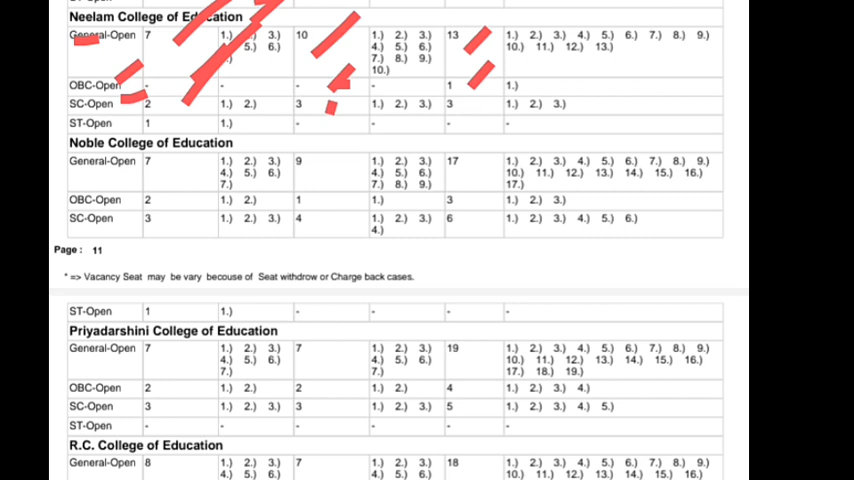 Neelam College of Education
General-Open 7 1.) 3.) 10 1.) 2.) 3.) 13 1.) 2.) 3.) 4.) 5.) 6.) 7.) 8.) 9.)
5.) 6.) 4.) 5.) 6.) 10.) 11.) 12.) 13.)
7.) 8.) 9.)
10.)
OBC-Open - - - - 1 1.)
SC-Open 2 1.) 2.) 3 1.) 2.) 3.) 3 1.) 2.) 3.)
ST-Open 1 1.) - - - -
Noble College of Education
General-Open 7 1.) 2.) 3.) 9 1.) 2.) 3.) 17 1.) 2.) 3.) 4.) 5.) 6.) 7.) 8.) 9.)
4.) 5.) 6.) 4.) 5.) 6.) 10.) 11.) 12.) 13.) 14.) 15.) 16.)
7.) 7.) 8.) 9.) 17.)
OBC-Open 2 1.) 2.) 1 1.) 3 1.) 2.) 3.)
SC-Open 3 1.) 2.) 3.) 4 1.) 2.) 3.) 6 1.) 2.) 3.) 4.) 5.) 6.)
4.)
Page : 11
* => Vacancy Seat may be vary becouse of Seat withdrow or Charge back cases.
ST-Open 1 1.) - - - -
Priyadarshini College of Education
General-Open 7 1.) 2.) 3.) 7 1.) 2.) 3.) 19 1.) 2.) 3.) 4.) 5.) 6.) 7.) 8.) 9.)
4.) 5.) 6.) 4.) 5.) 6.) 10.) 11.) 12.) 13.) 14.) 15.) 16.)
7.) 7.) 17.) 18.) 19.)
OBC-Open 2 1.) 2.) 2 1.) 2.) 4 1.) 2.) 3.) 4.)
SC-Open 3 1.) 2.) 3.) 3 1.) 2.) 3.) 5 1.) 2.) 3.) 4.) 5.)
ST-Open - - - - - -
R.C. College of Education
General-Open 8 1.) 2.) 3.) 7 1.) 2.) 3.) 18 1.) 2.) 3.) 4.) 5.) 6.) 7.) 8.) 9.)
4.) 5.) 6.) 4.) 5.) 6.) 10.) 11.) 12.) 13.) 14.) 15.) 16.)